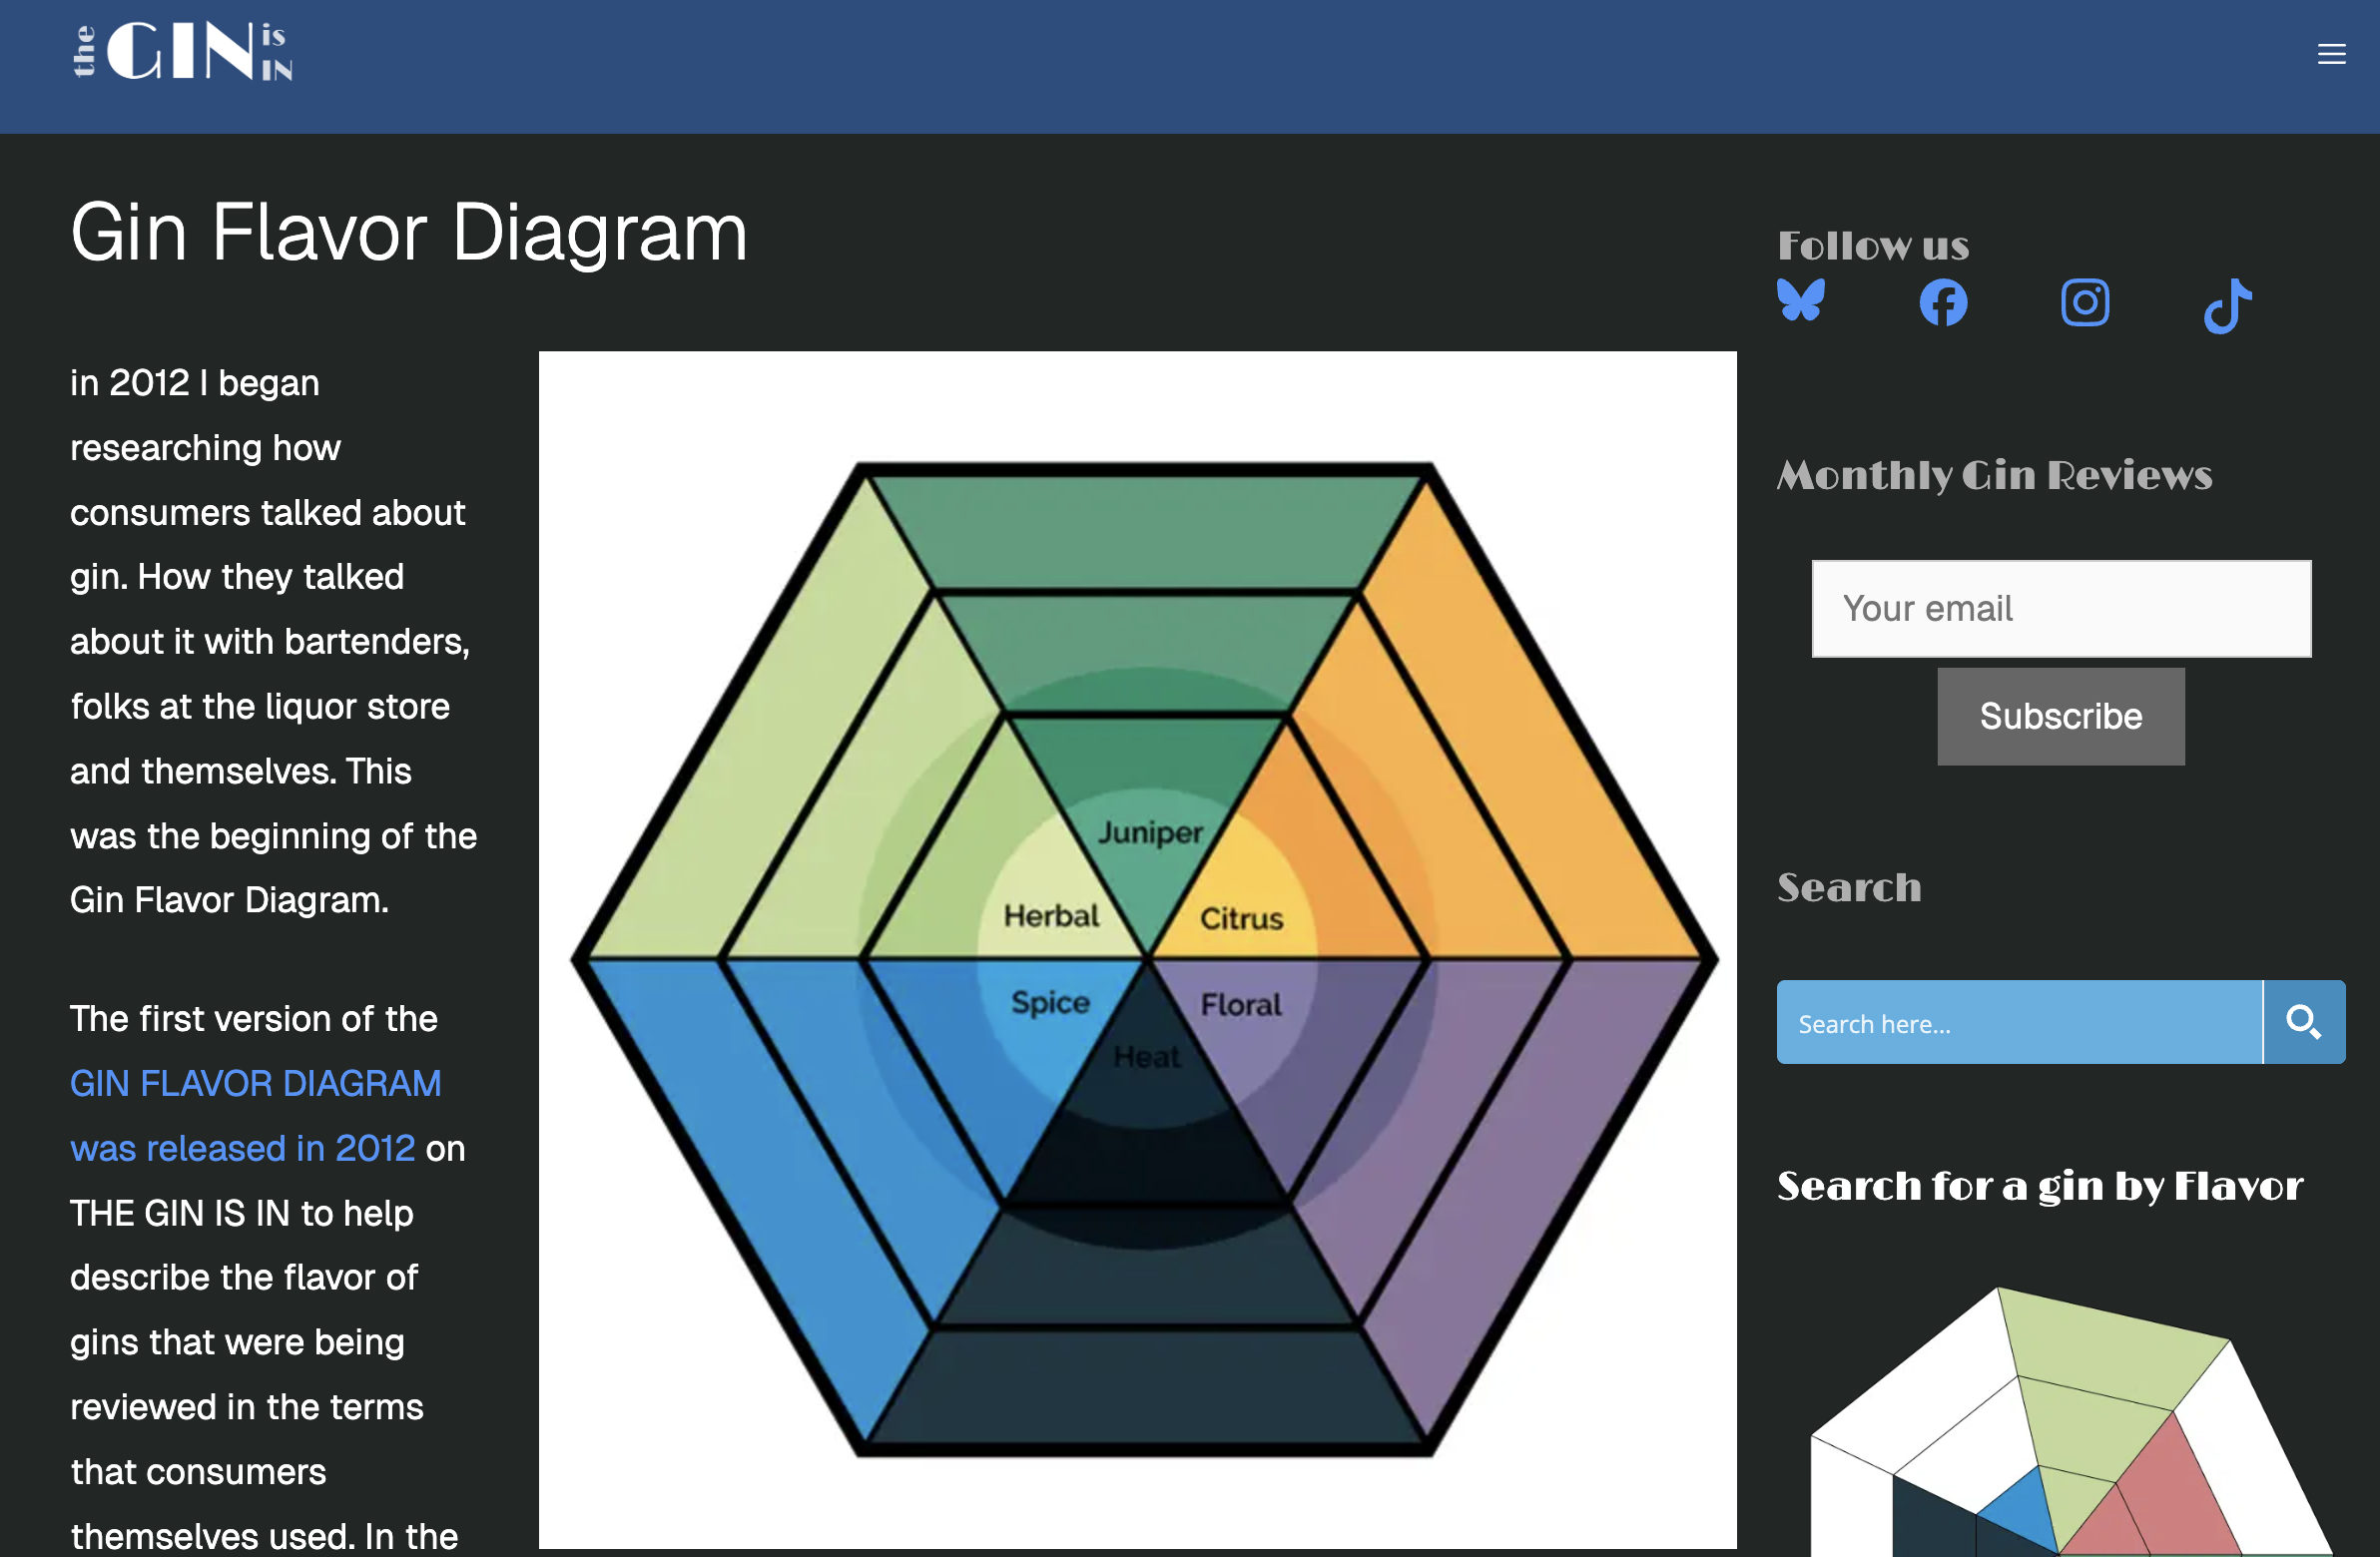 the GIN is IN
Gin Flavor Diagram
in 2012 I began
researching how
consumers talked about
gin. How they talked
about it with bartenders,
folks at the liquor store
and themselves. This
was the beginning of the
Gin Flavor Diagram.
The first version of the
GIN FLAVOR DIAGRAM
was released in 2012 on
THE GIN IS IN to help
describe the flavor of
gins that were being
reviewed in the terms
that consumers
themselves used. In the
Juniper
Herbal
Citrus
Spice
Floral
Heat
Follow us
Monthly Gin Reviews
Your email
Subscribe
Search
Search here...
Search for a gin by Flavor